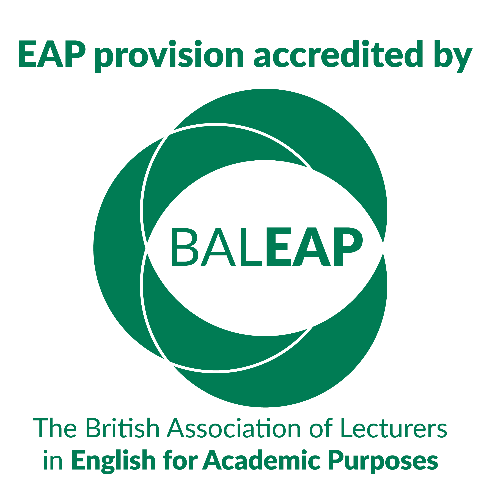 EAP provision accredited by
BALEAP
The British Association of Lecturers
in English for Academic Purposes